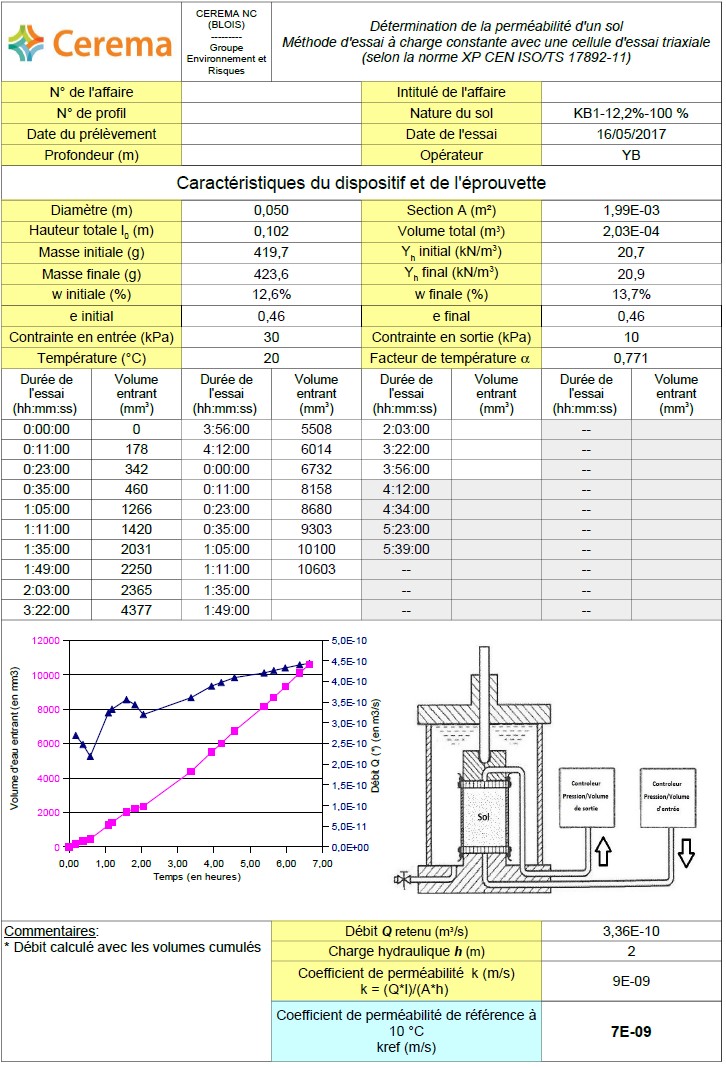 Cerema
CEREMA NC
(BLOIS)
---------
Groupe
Environnement et
Risques
Détermination de la perméabilité d'un sol
Méthode d'essai à charge constante avec une cellule d'essai triaxiale
(selon la norme XP CEN ISO/TS 17892-11)
N° de l'affaire Intitulé de l'affaire
N° de profil Nature du sol KB1-12,2%-100 %
Date du prélèvement Date de l'essai 16/05/2017
Profondeur (m) Opérateur YB
Caractéristiques du dispositif et de l'éprouvette
Diamètre (m) 0,050 Section A (m²) 1,99E-03
Hauteur totale l₀ (m) 0,102 Volume total (m³) 2,03E-04
Masse initiale (g) 419,7 Yₕ initial (kN/m³) 20,7
Masse finale (g) 423,6 Yₕ final (kN/m³) 20,9
w initiale (%) 12,6% w finale (%) 13,7%
e initial 0,46 e final 0,46
Contrainte en entrée (kPa) 30 Contrainte en sortie (kPa) 10
Température (°C) 20 Facteur de température α 0,771
Durée de Volume Durée de Volume Durée de Volume Durée de Volume
l'essai entrant l'essai entrant l'essai entrant l'essai entrant
(hh:mm:ss) (mm³) (hh:mm:ss) (mm³) (hh:mm:ss) (mm³) (hh:mm:ss) (mm³)
0:00:00 0 3:56:00 5508 2:03:00 --
0:11:00 178 4:12:00 6014 3:22:00 --
0:23:00 342 0:00:00 6732 3:56:00 --
0:35:00 460 0:11:00 8158 4:12:00 --
1:05:00 1266 0:23:00 8680 4:34:00 --
1:11:00 1420 0:35:00 9303 5:23:00 --
1:35:00 2031 1:05:00 10100 5:39:00 --
1:49:00 2250 1:11:00 10603 -- --
2:03:00 2365 1:35:00 -- --
3:22:00 4377 1:49:00 -- --
Volume d'eau entrant (en mm3)
12000
10000
8000
6000
4000
2000
0
0,00 1,00 2,00 3,00 4,00 5,00 6,00 7,00
Temps (en heures)
5,0E-10
4,5E-10
4,0E-10
3,5E-10
3,0E-10
2,5E-10
2,0E-10
1,5E-10
1,0E-10
5,0E-11
0,0E+00
Débit Q (*) (en m3/s)
Sol
Controleur
Pression/Volume
de sortie
Controleur
Pression/Volume
d'entrée
Commentaires:
* Débit calculé avec les volumes cumulés
Débit Q retenu (m³/s) 3,36E-10
Charge hydraulique h (m) 2
Coefficient de perméabilité k (m/s)
k = (Q*l)/(A*h)
9E-09
Coefficient de perméabilité de référence à
10 °C
kref (m/s)
7E-09